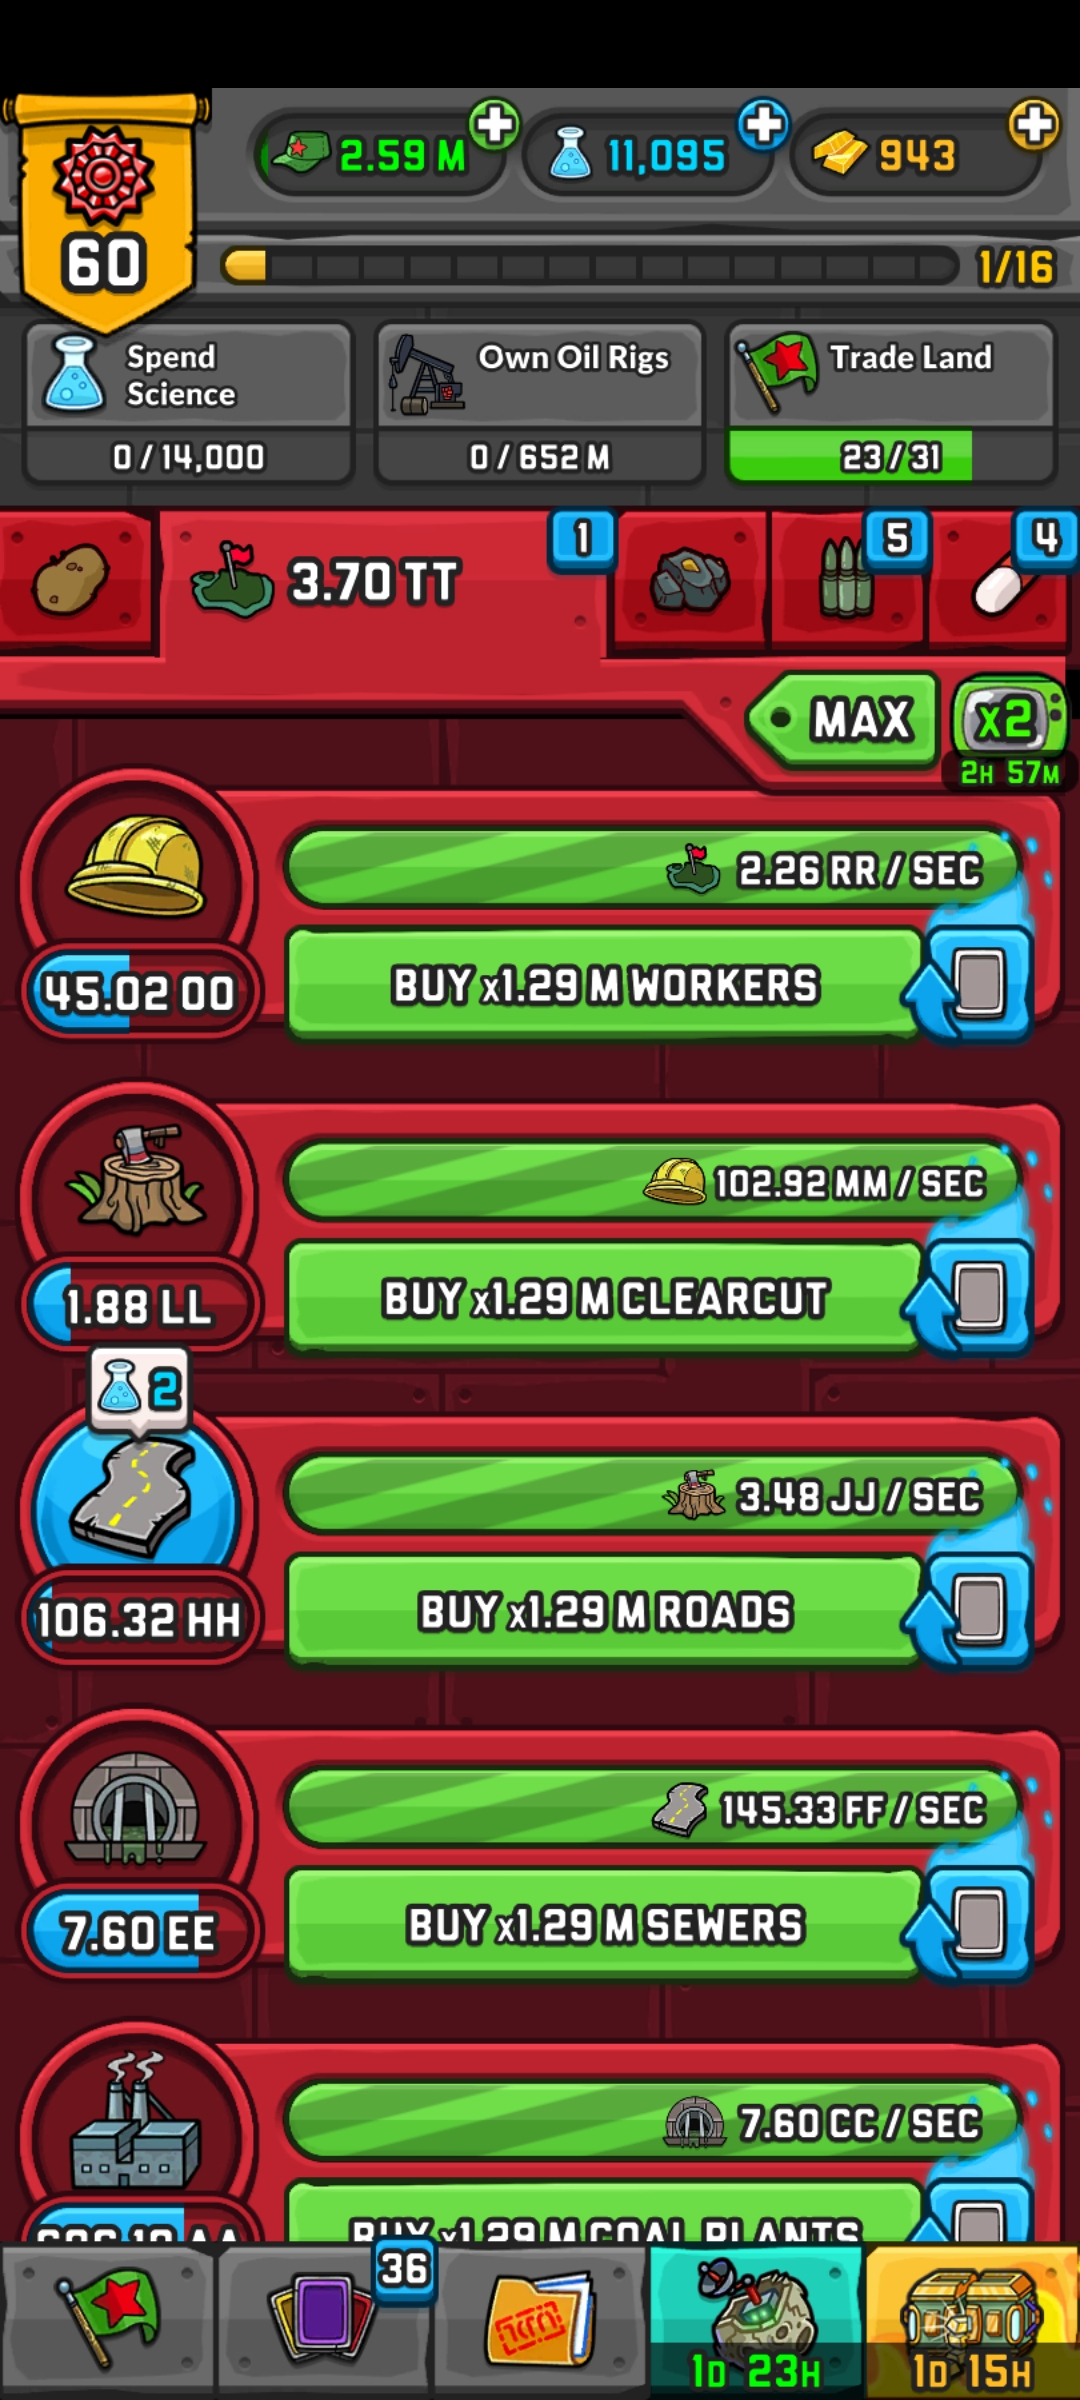 60
2.59 M
11,095
943
1/16
Spend Science
0/14,000
Own Oil Rigs
0/652 M
Trade Land
23/31
3.70 TT
1
5
4
MAX
x2
2H 57M
2.26 RR/SEC
45.02 OO
BUY x1.29 M WORKERS
102.92 MM/SEC
1.88 LL
BUY x1.29 M CLEARCUT
2
3.48 JJ/SEC
106.32 HH
BUY x1.29 M ROADS
145.33 FF/SEC
7.60 EE
BUY x1.29 M SEWERS
7.60 CC/SEC
BUY x1.29 M COAL PLANTS
36
1D 23H
1D 15H